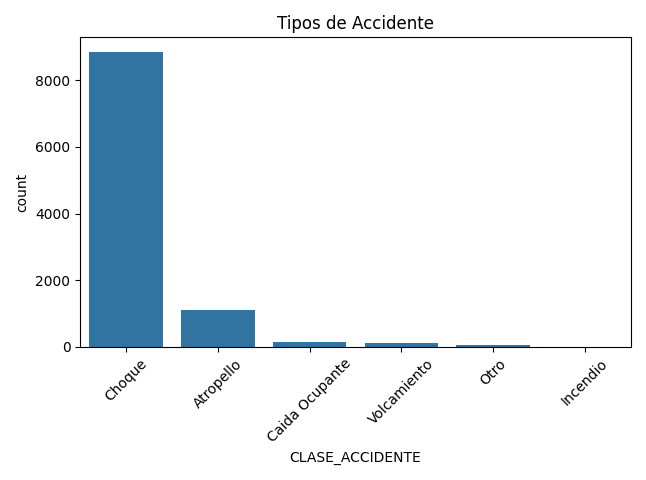 Tipos de Accidente
count
8000
6000
4000
2000
0
Choque
Atropello
Caida Ocupante
Volcamiento
Otro
Incendio
CLASE_ACCIDENTE